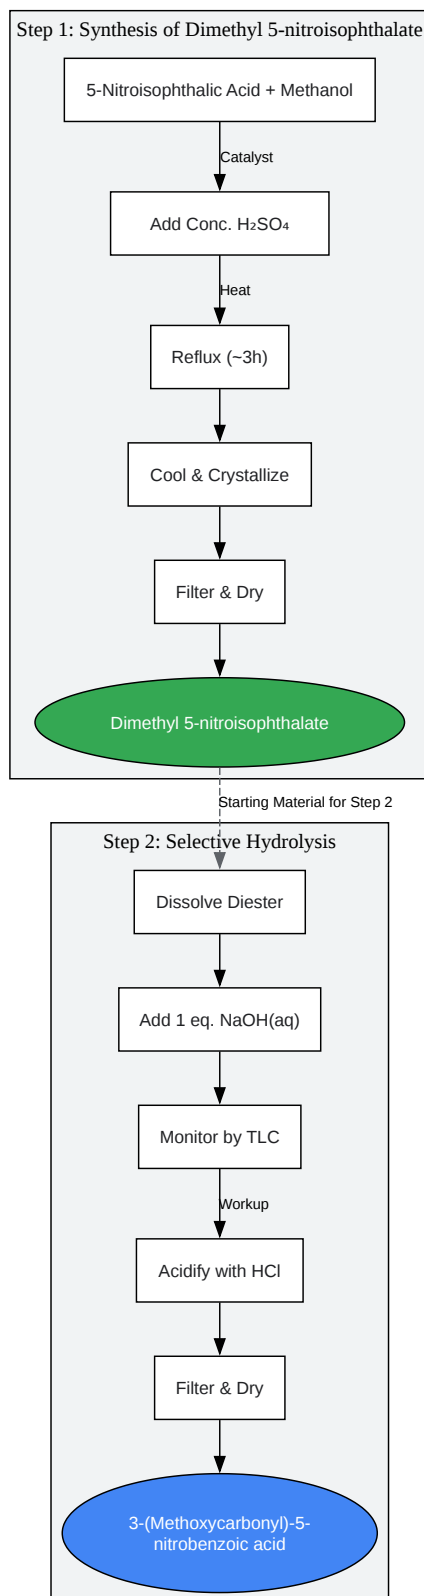 Step 1: Synthesis of Dimethyl 5-nitroisophthalate
5-Nitroisophthalic Acid + Methanol
Catalyst
Add Conc. H₂SO₄
Heat
Reflux (~3h)
Cool & Crystallize
Filter & Dry
Dimethyl 5-nitroisophthalate
Starting Material for Step 2
Step 2: Selective Hydrolysis
Dissolve Diester
Add 1 eq. NaOH(aq)
Monitor by TLC
Workup
Acidify with HCl
Filter & Dry
3-(Methoxycarbonyl)-5-
nitrobenzoic acid